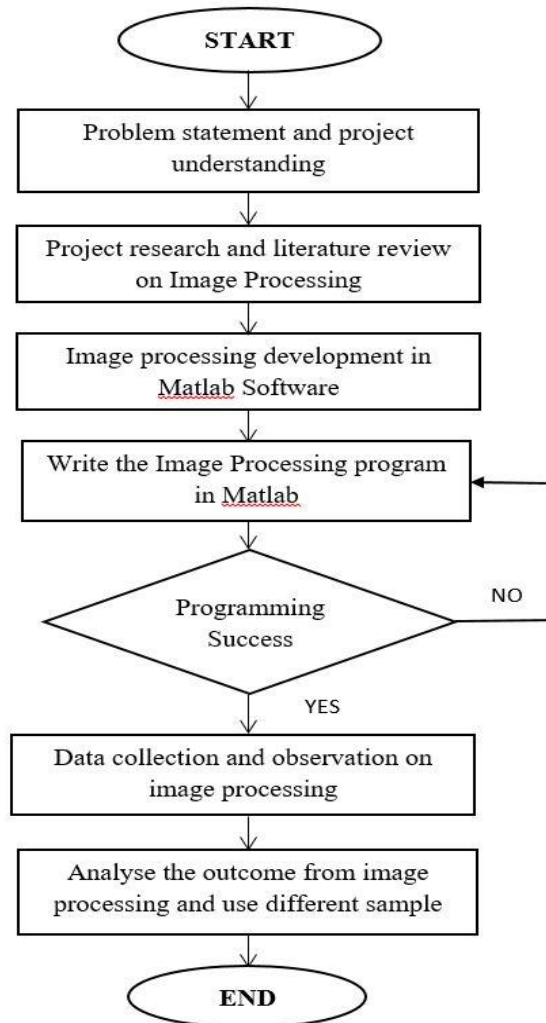 START
Problem statement and project
understanding
Project research and literature review
on Image Processing
Image processing development in
Matlab Software
Write the Image Processing program
in Matlab
Programming
Success
NO
YES
Data collection and observation on
image processing
Analyse the outcome from image
processing and use different sample
END